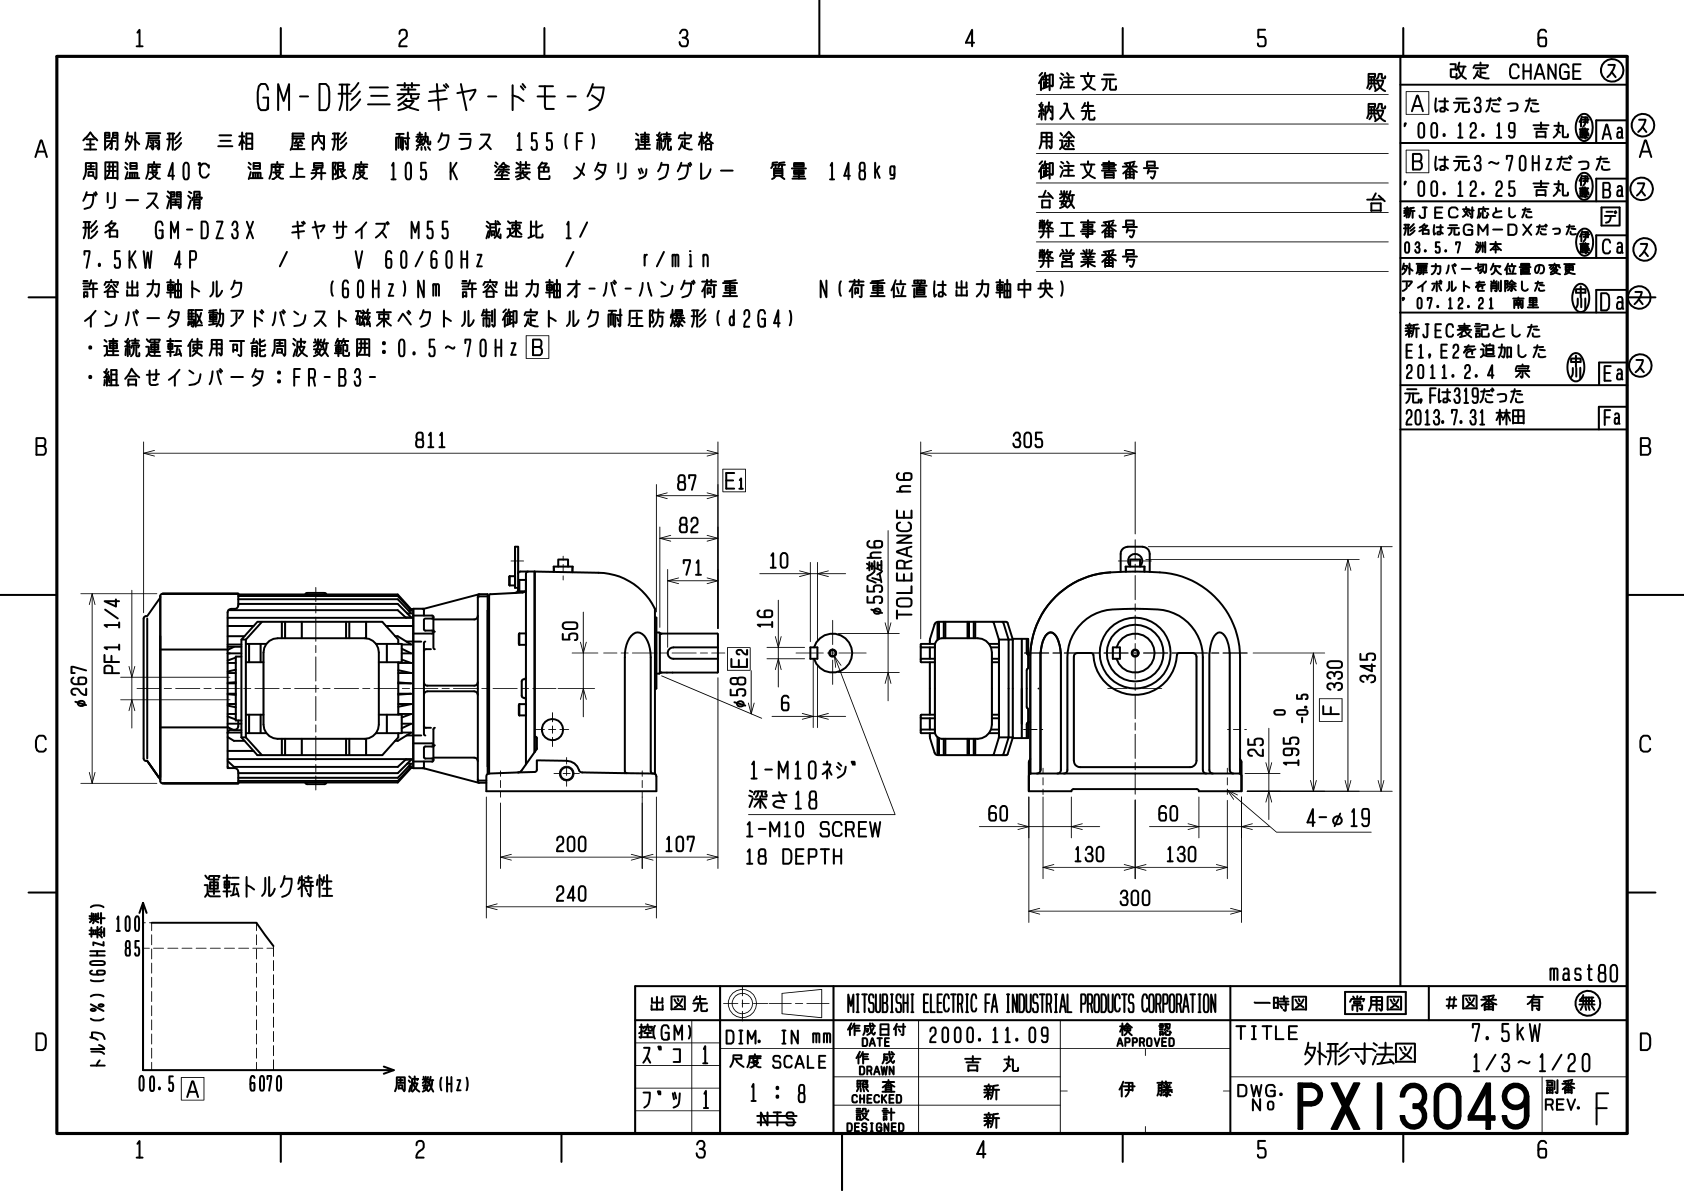 1 2 3 4 5 6
A
B
C
D
GM-D形三菱ギヤードモータ
全閉外扇形 三相 屋内形 耐熱クラス 155(F) 連続定格
周囲温度40℃ 温度上昇限度 105 K 塗装色 メタリックグレー 質量 148kg
グリース潤滑
形名 GM-DZ3X ギヤサイズ M55 減速比 1/
7.5KW 4P / V 60/60Hz / r/min
許容出力軸トルク (60Hz)Nm 許容出力軸オーバーハング荷重 N(荷重位置は出力軸中央)
インバータ駆動アドバンスト磁束ベクトル制御定トルク耐圧防爆形(d2G4)
・連続運転使用可能周波数範囲:0.5~70Hz B
・組合せインバータ:FR-B3-
御注文元 殿
納入先 殿
用途
御注文書番号
台数 台
弊工事番号
弊営業番号
改定 CHANGE ス
A は元3だった
'00.12.19 吉丸 伊藤 Aa ス
B は元3~70Hzだった
'00.12.25 吉丸 伊藤 Ba ス
新JEC対応とした デ
形名は元GM-DXだった
03.5.7 洲本 伊藤 Ca ス
外扇カバー切欠位置の変更
アイボルトを削除した
'07.12.21 南里 中川 Da ス
新JEC表記とした
E1,E2を追加した
2011.2.4 宗 中川 Ea ス
元,Fは319だった
2013.7.31 林田 Fa
A
B
C
D
811
87 E1
82
71
50
φ267
PF1 1/4
φ58 E2
200
107
240
10
16
6
φ55公差h6
TOLERANCE h6
1-M10ネジ
深さ18
1-M10 SCREW
18 DEPTH
305
345
330
F
195 0 -0.5
25
60
60
130
130
300
4-φ19
運転トルク特性
トルク(%)(60Hz基準)
100
85
0 0.5 A 60 70 周波数(Hz)
mast80
出図先
控(GM)
ズコ 1
ブツ 1
DIM. IN mm
尺度 SCALE
1 : 8
NTS
MITSUBISHI ELECTRIC FA INDUSTRIAL PRODUCTS CORPORATION
作成日付 DATE 2000.11.09
作成 DRAWN 吉丸
照査 CHECKED 新
設計 DESIGNED 新
検認 APPROVED
伊藤
一時図 常用図 #図番 有 無
TITLE 7.5kW
外形寸法図 1/3~1/20
DWG. No PX13049 副番 REV. F
1 2 3 4 5 6